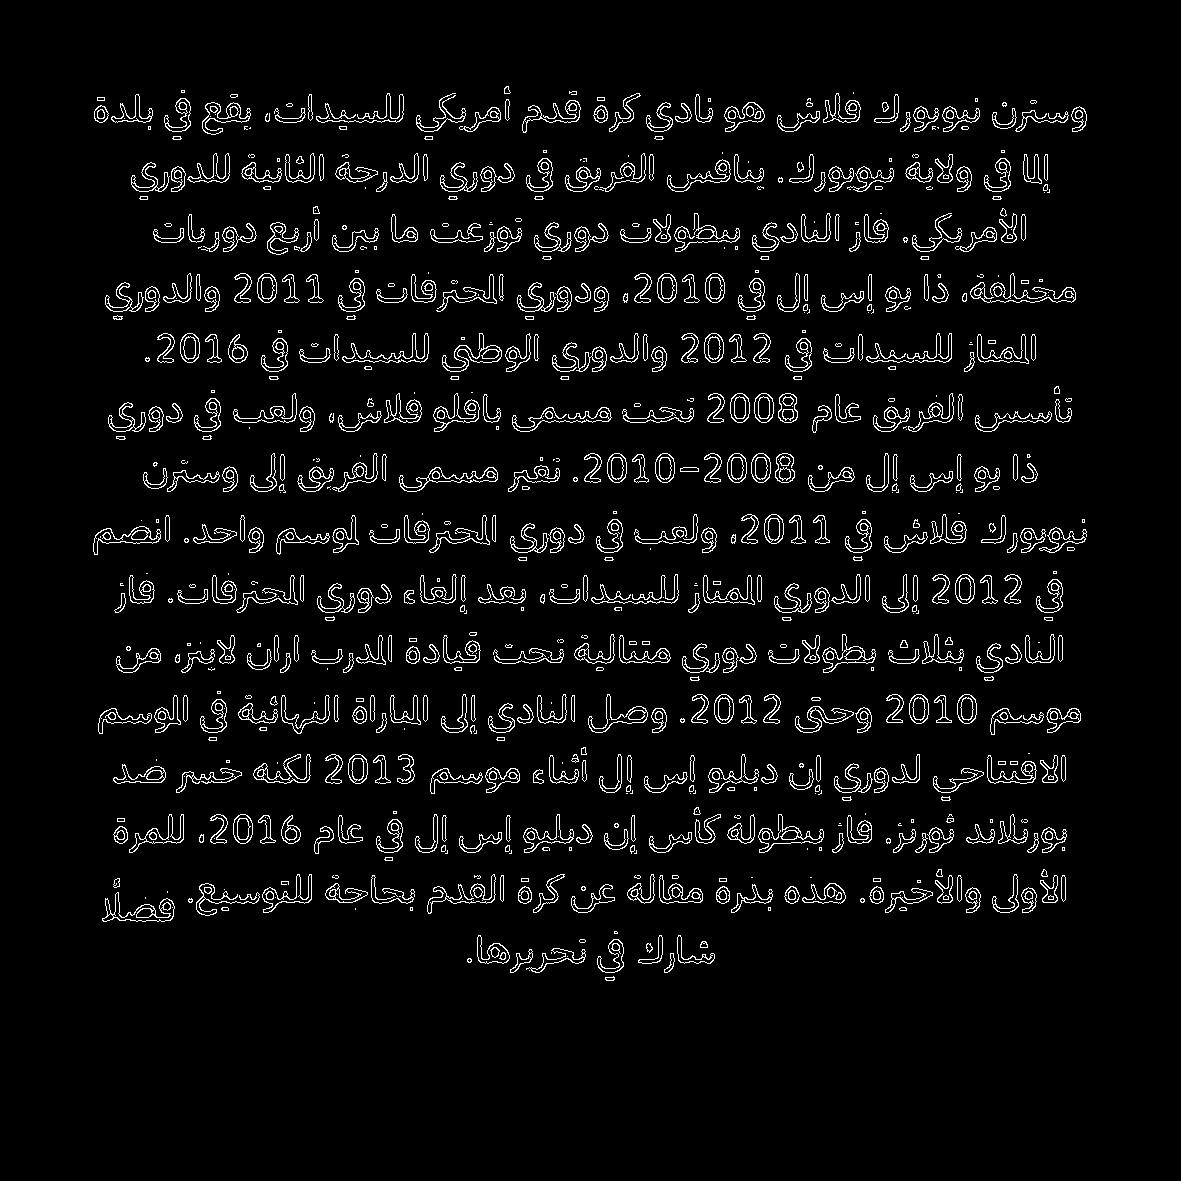 وسترن نيويورك فلاش هو نادي كرة قدم أمريكي للسيدات، يقع في بلدة
إلما في ولاية نيويورك. ينافس الفريق في دوري الدرجة الثانية للدوري
الأمريكي. فاز النادي ببطولات دوري توزعت ما بين أربع دوريات
مختلفة، ذا يو إس إل في 2010، ودوري المحترفات في 2011 والدوري
الممتاز للسيدات في 2012 والدوري الوطني للسيدات في 2016.
تأسس الفريق عام 2008 تحت مسمى بافلو فلاش، ولعب في دوري
ذا يو إس إل من 2008-2010. تغير مسمى الفريق إلى وسترن
نيويورك فلاش في 2011، ولعب في دوري المحترفات لموسم واحد. انضم
في 2012 إلى الدوري الممتاز للسيدات، بعد إلغاء دوري المحترفات. فاز
النادي بثلاث بطولات دوري متتالية تحت قيادة المدرب اران لاينز، من
موسم 2010 وحتى 2012. وصل النادي إلى المباراة النهائية في الموسم
الافتتاحي لدوري إن دبليو إس إل أثناء موسم 2013 لكنه خسر ضد
بورتلاند ثورنز. فاز ببطولة كأس إن دبليو إس إل في عام 2016، للمرة
الأولى والأخيرة. هذه بذرة مقالة عن كرة القدم بحاجة للتوسيع. فضلًا
شارك في تحريرها.